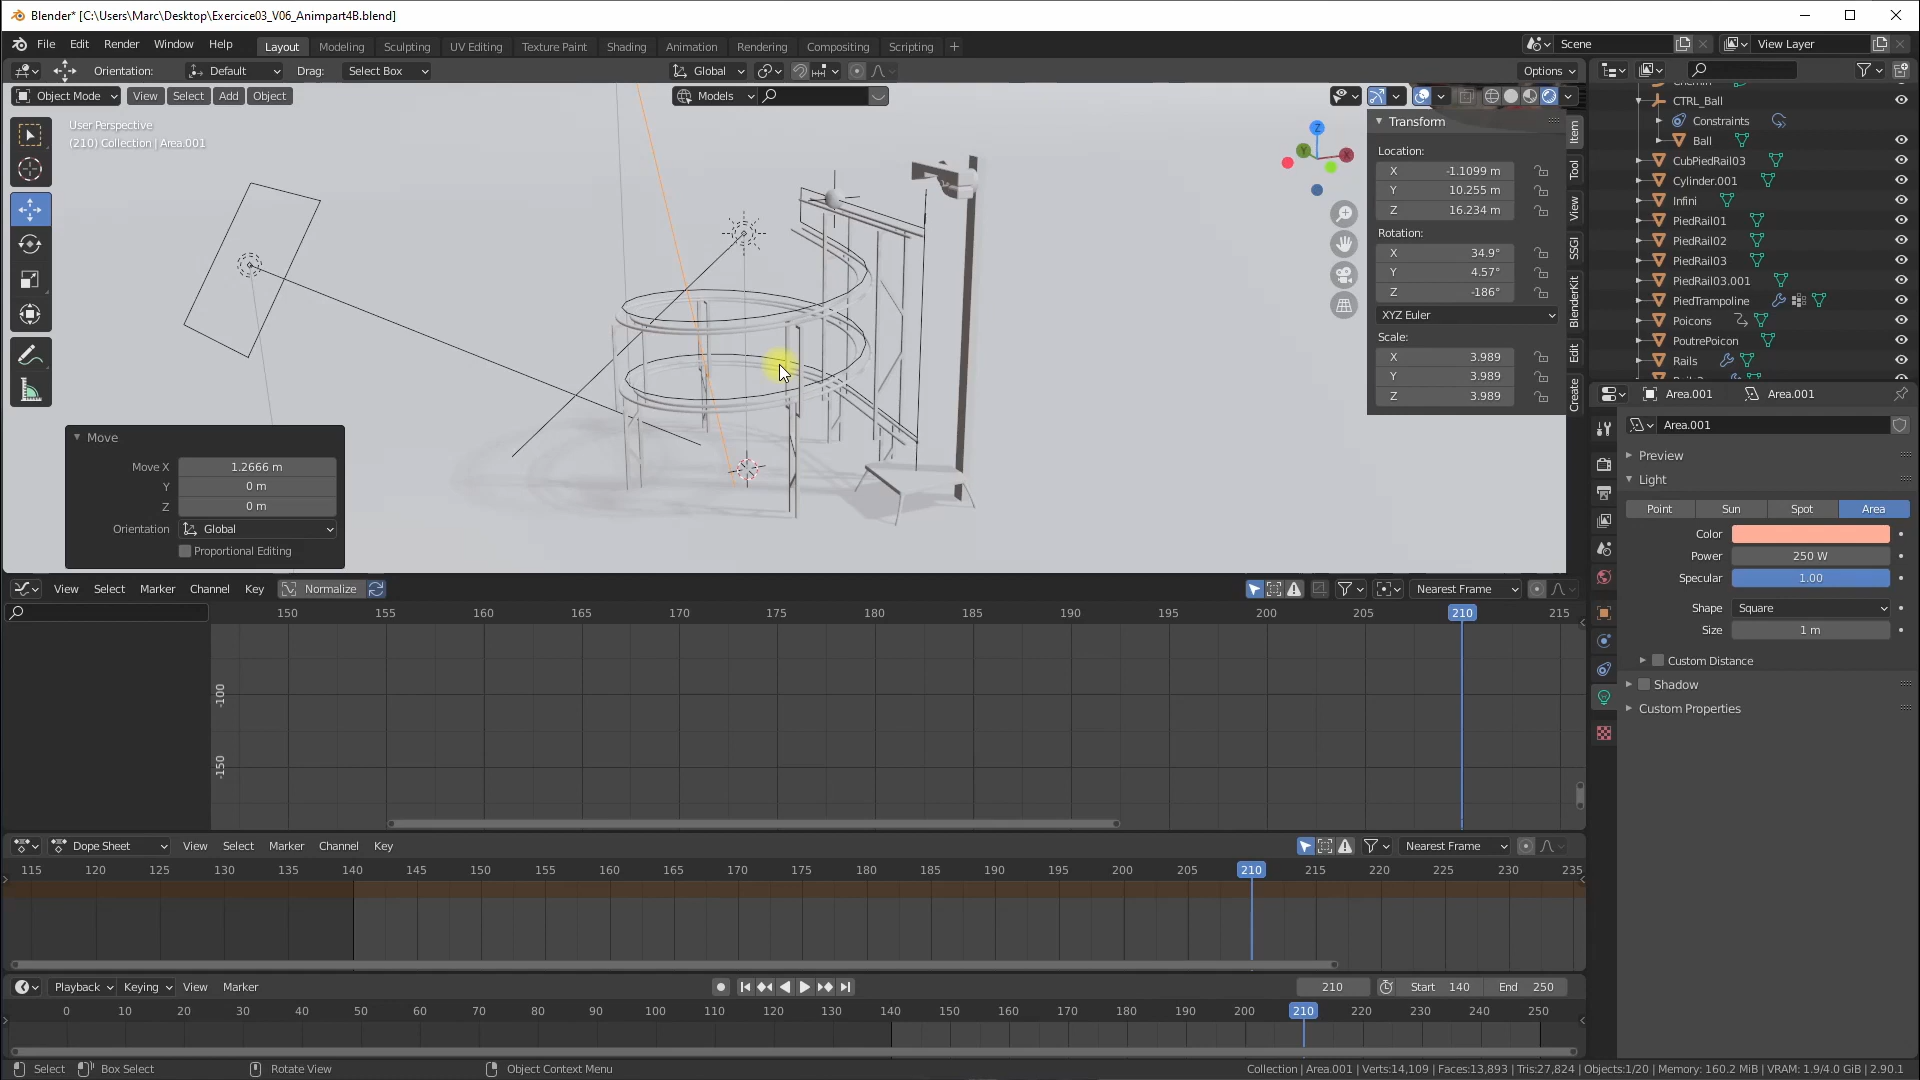 Blender* [C:\Users\Marc\Desktop\Exercice03_V06_Animpart4B.blend]
File Edit Render Window Help Layout Modeling Sculpting UV Editing Texture Paint Shading Animation Rendering Compositing Scripting + Scene View Layer
Orientation: Default Drag: Select Box Global Options
Object Mode View Select Add Object Models
User Perspective
(210) Collection | Area.001
Transform
Location:
X -1.1099 m
Y 10.255 m
Z 16.234 m
Rotation:
X 34.9°
Y 4.57°
Z -186°
XYZ Euler
Scale:
X 3.989
Y 3.989
Z 3.989
Item
Tool
View
SSGI
BlenderKit
Edit
Create
Z
Y
X
CTRL_Ball
Constraints
Ball
CubPiedRail03
Cylinder.001
Infini
PiedRail01
PiedRail02
PiedRail03
PiedRail03.001
PiedTrampoline
Poicons
PoutrePoicon
Rails
Area.001 Area.001
Area.001
Preview
Light
Point Sun Spot Area
Color
Power 250 W
Specular 1.00
Shape Square
Size 1 m
Custom Distance
Shadow
Custom Properties
Move
Move X 1.2666 m
Y 0 m
Z 0 m
Orientation Global
Proportional Editing
View Select Marker Channel Key Normalize Nearest Frame
150 155 160 165 170 175 180 185 190 195 200 205 210 215
-100
-150
Dope Sheet View Select Marker Channel Key Nearest Frame
115 120 125 130 135 140 145 150 155 160 165 170 175 180 185 190 195 200 205 210 215 220 225 230 235
Playback Keying View Marker 210 Start 140 End 250
0 10 20 30 40 50 60 70 80 90 100 110 120 130 140 150 160 170 180 190 200 210 220 230 240 250
Select Box Select Rotate View Object Context Menu Collection | Area.001 | Verts:14,109 | Faces:13,893 | Tris:27,824 | Objects:1/20 | Memory: 160.2 MiB | VRAM: 1.9/4.0 GiB | 2.90.1